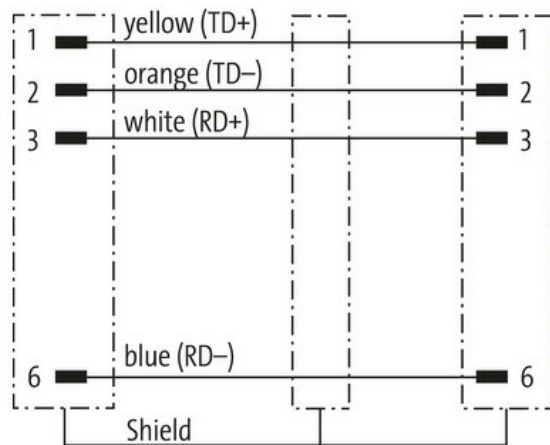 1 yellow (TD+) 1
2 orange (TD–) 2
3 white (RD+) 3
6 blue (RD–) 6
Shield